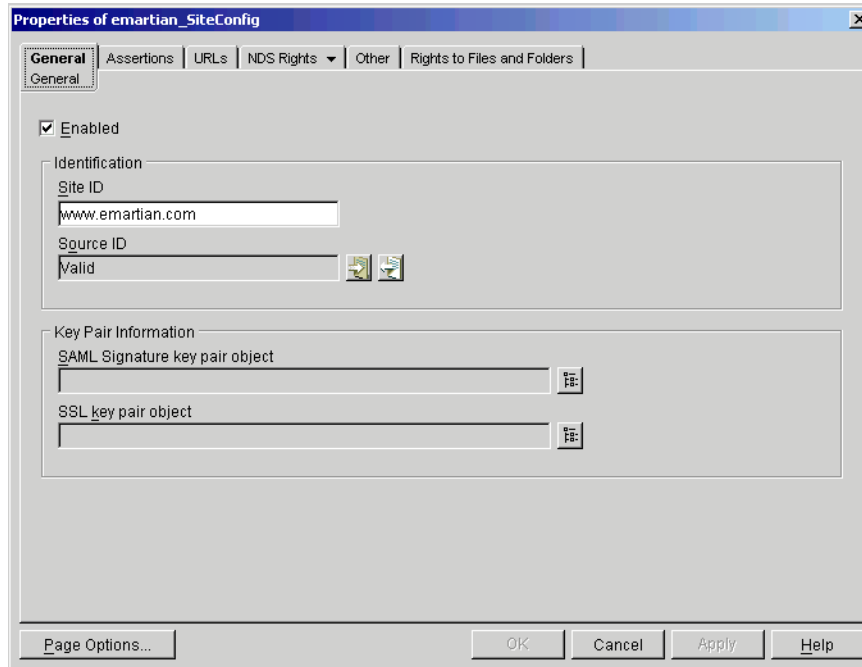 Properties of emartian_SiteConfig
General Assertions URLs NDS Rights Other Rights to Files and Folders
General
Enabled
Identification
Site ID
www.emartian.com
Source ID
Valid
Key Pair Information
SAML Signature key pair object
SSL key pair object
Page Options... OK Cancel Apply Help